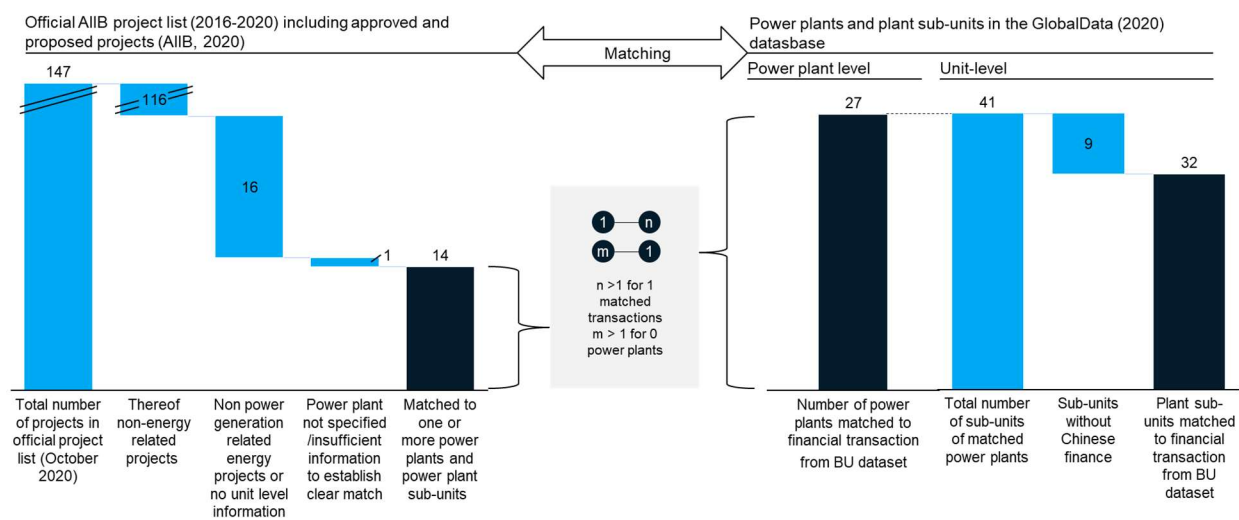 Official AIIB project list (2016-2020) including approved and
proposed projects (AIIB, 2020)
Matching
Power plants and plant sub-units in the GlobalData (2020)
datasbase
Power plant level
Unit-level
147
116
16
1
14
27
41
9
32
1
n
m
1
n >1 for 1
matched
transactions
m > 1 for 0
power plants
Total number
of projects in
official project
list (October
2020)
Thereof
non-energy
related
projects
Non power
generation
related
energy
projects or
no unit level
information
Power plant
not specified
/insufficient
information
to establish
clear match
Matched to
one or
more power
plants and
power plant
sub-units
Number of power
plants matched to
financial transaction
from BU dataset
Total number
of sub-units
of matched
power plants
Sub-units
without
Chinese
finance
Plant sub-
units matched
to financial
transaction
from BU
dataset